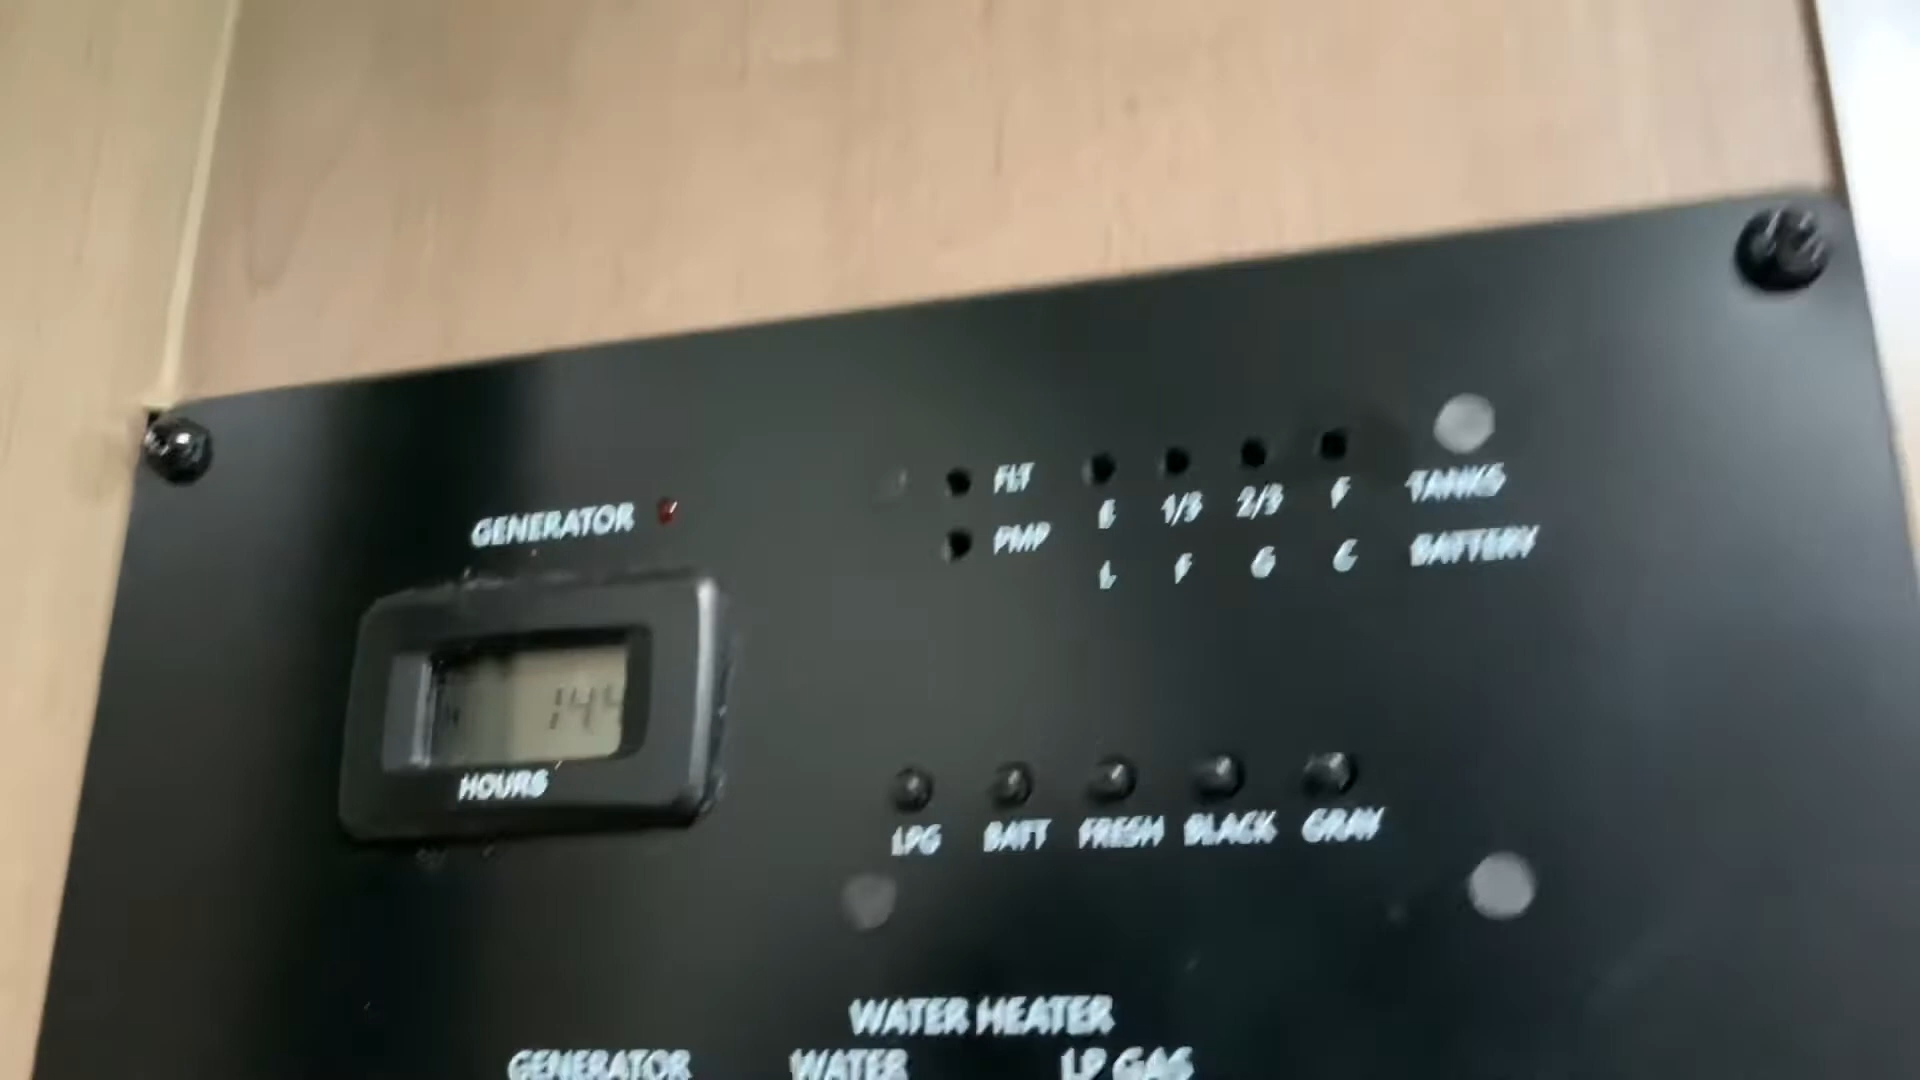 GENERATOR
FLT
E 1/3 2/3 F TANKS
PMP
L F G C BATTERY
144
HOURS
LPG BATT FRESH BLACK GRAY
WATER HEATER
GENERATOR WATER LP GAS